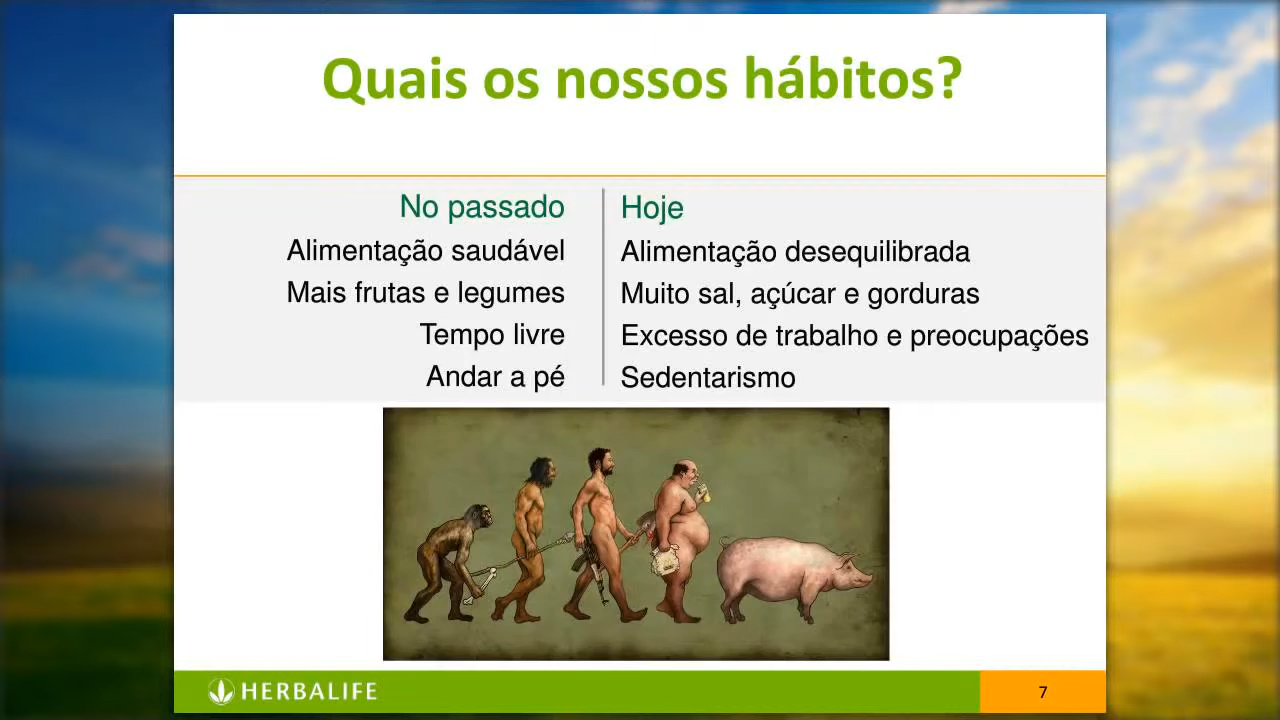 Quais os nossos hábitos?
No passado
Alimentação saudável
Mais frutas e legumes
Tempo livre
Andar a pé
Hoje
Alimentação desequilibrada
Muito sal, açúcar e gorduras
Excesso de trabalho e preocupações
Sedentarismo
HERBALIFE
7